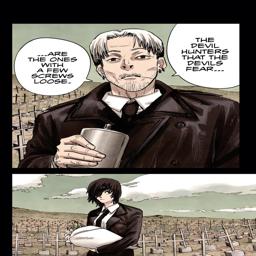 THE
DEVIL
HUNTERS
THAT THE
DEVILS
FEAR...
...ARE
THE ONES
WITH
A FEW
SCREWS
LOOSE.